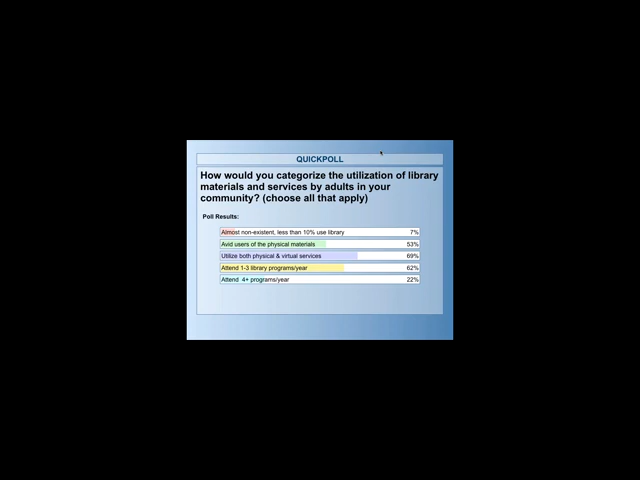 QUICKPOLL
How would you categorize the utilization of library
materials and services by adults in your
community? (choose all that apply)
Poll Results:
Almost non-existent, less than 10% use library 7%
Avid users of the physical materials 53%
Utilize both physical & virtual services 69%
Attend 1-3 library programs/year 62%
Attend 4+ programs/year 22%